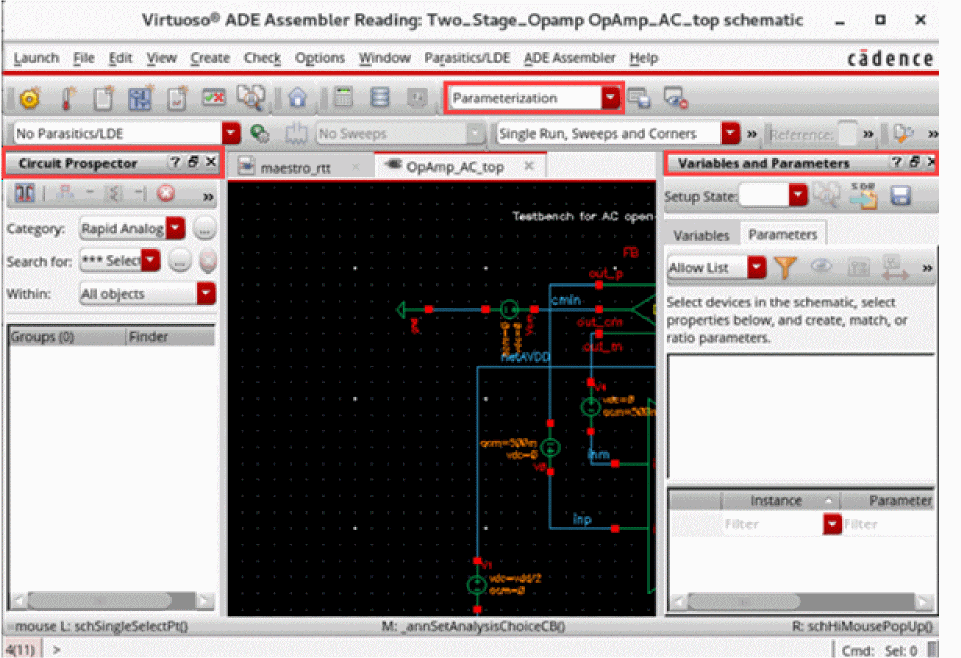 Virtuoso® ADE Assembler Reading: Two_Stage_Opamp OpAmp_AC_top schematic
Launch File Edit View Create Check Options Window Parasitics/LDE ADE Assembler Help cādence
Parameterization
No Parasitics/LDE No Sweeps Single Run, Sweeps and Corners » Reference: » »
Circuit Prospector ? maestro_rtt OpAmp_AC_top Variables and Parameters ?
»
Setup State:
Category: Rapid Analog ...
Variables Parameters
Search for: *** Select ...
Allow List »
Within: All objects
Select devices in the schematic, select
properties below, and create, match, or
ratio parameters.
Groups (0) Finder
Testbench for AC open-
FB
out_p
cmin
gnd
out_cm
out_m
netAVDD
V4
vdc=0
acm=500m
acm=500m
vdc=0
V0
inm
inp
V1
vdc=vdd/2
acm=0
Instance Parameter
Filter Filter
mouse L: schSingleSelectPt() M: _annSetAnalysisChoiceCB() R: schHiMousePopUp()
4(11) > Cmd: Sel: 0